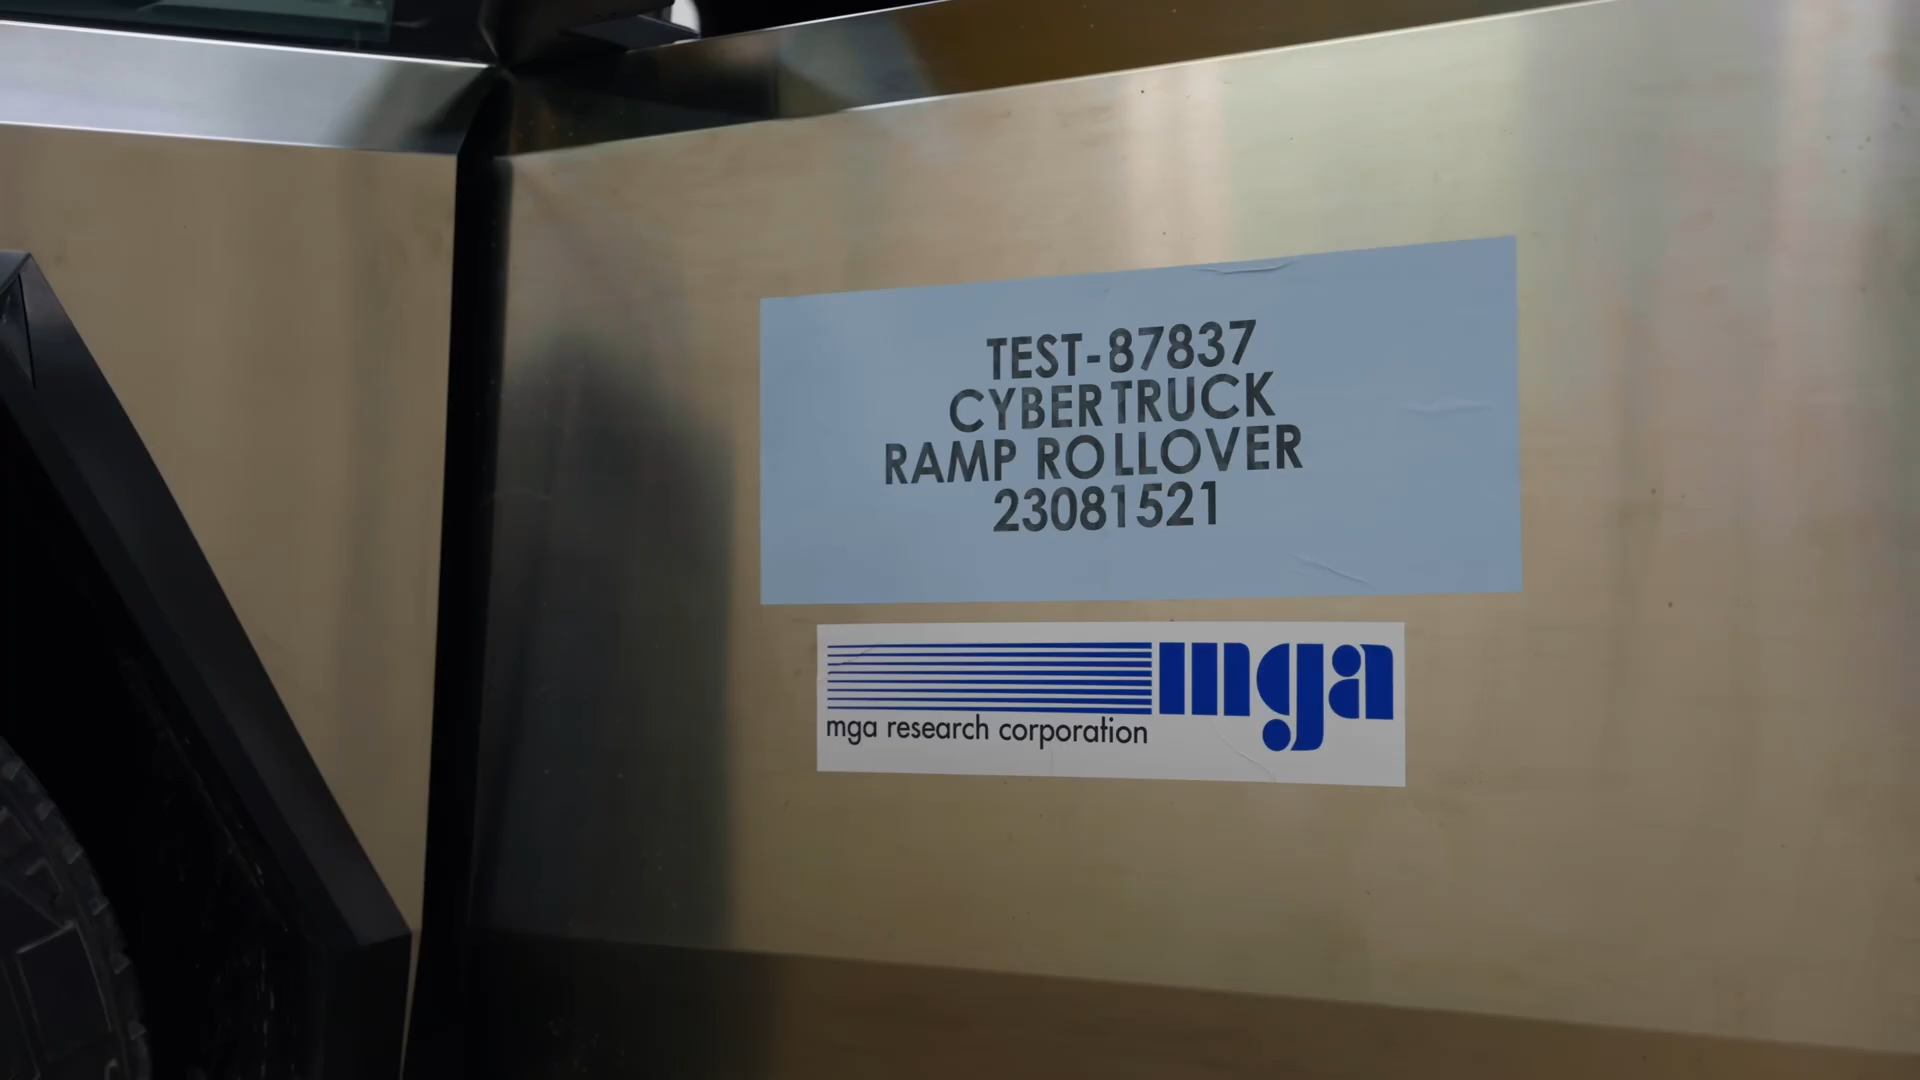 TEST-87837
CYBERTRUCK
RAMP ROLLOVER
23081521
mga
mga research corporation